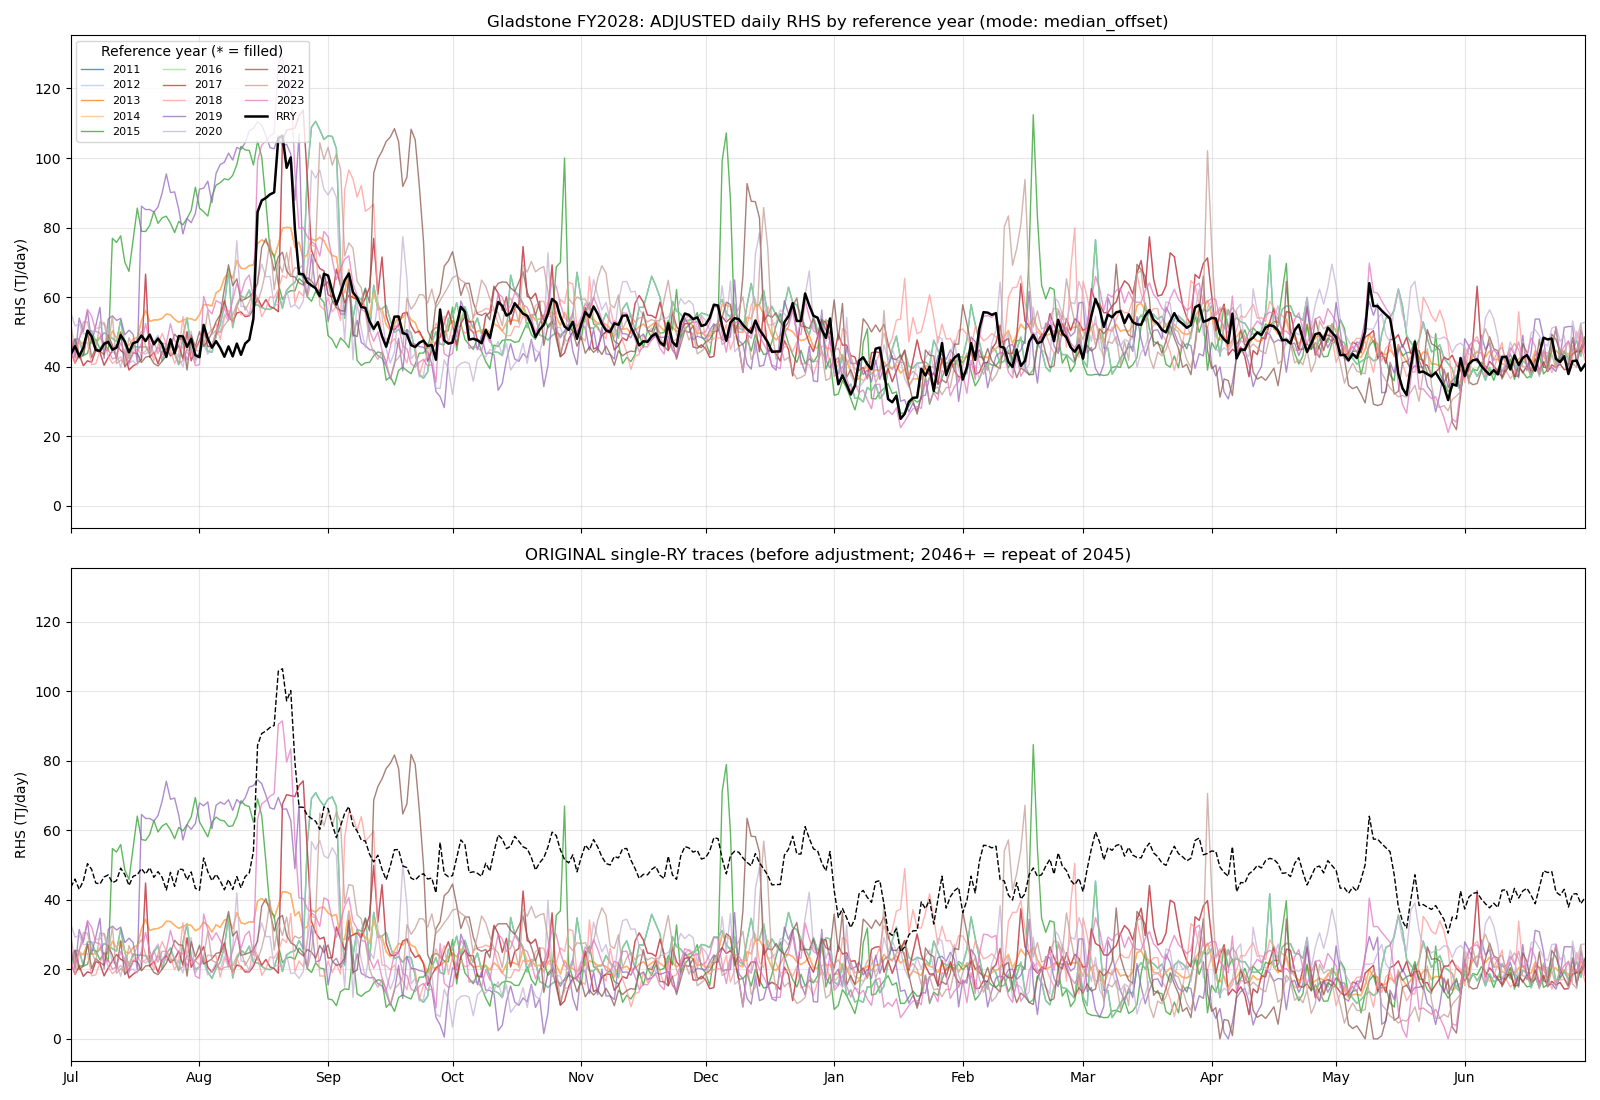 Gladstone FY2028: ADJUSTED daily RHS by reference year (mode: median_offset)
Reference year (* = filled)
2011 2016 2021
2012 2017 2022
2013 2018 2023
2014 2019 RRY
2015 2020
RHS (TJ/day)
120
100
80
60
40
20
0
ORIGINAL single-RY traces (before adjustment; 2046+ = repeat of 2045)
RHS (TJ/day)
120
100
80
60
40
20
0
Jul Aug Sep Oct Nov Dec Jan Feb Mar Apr May Jun